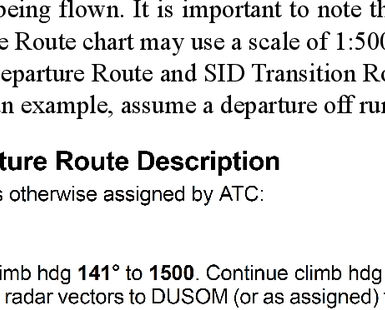 being flown. It is important to note th
e Route chart may use a scale of 1:500
eparture Route and SID Transition Ro
n example, assume a departure off run
ture Route Description
s otherwise assigned by ATC:
imb hdg 141° to 1500. Continue climb hdg
radar vectors to DUSOM (or as assigned)